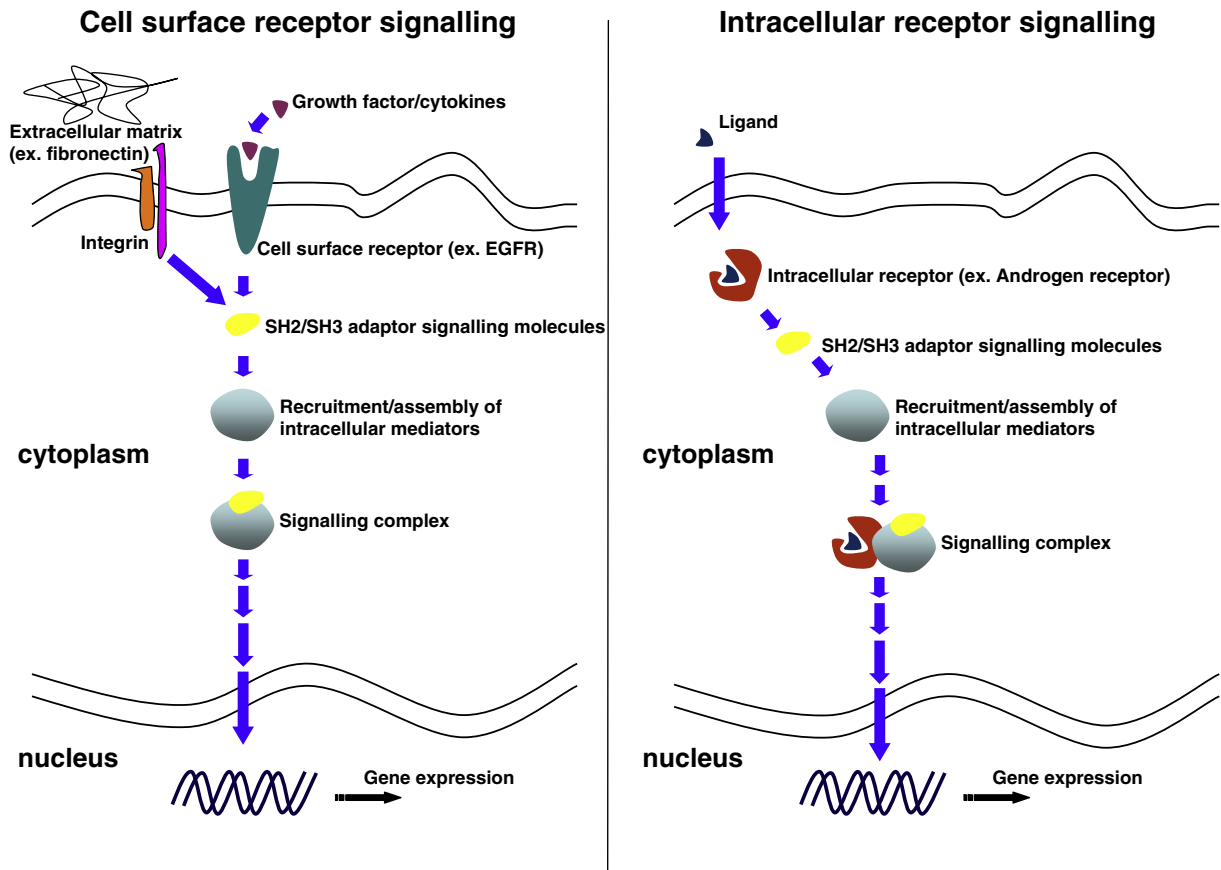 Cell surface receptor signalling
Growth factor/cytokines
Extracellular matrix
(ex. fibronectin)
Integrin
Cell surface receptor (ex. EGFR)
SH2/SH3 adaptor signalling molecules
Recruitment/assembly of
intracellular mediators
cytoplasm
Signalling complex
nucleus
Gene expression
Intracellular receptor signalling
Ligand
Intracellular receptor (ex. Androgen receptor)
SH2/SH3 adaptor signalling molecules
Recruitment/assembly of
intracellular mediators
cytoplasm
Signalling complex
nucleus
Gene expression